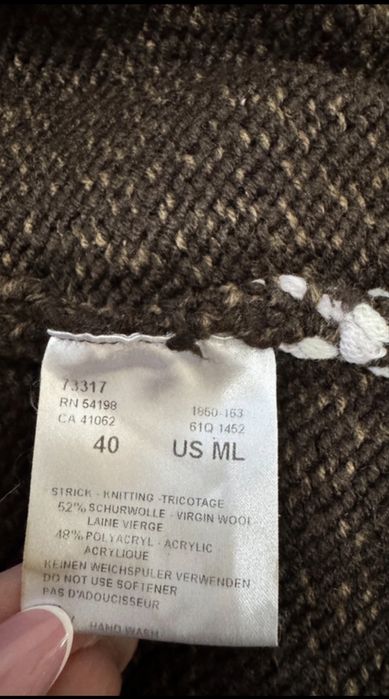 73317
RN 54198
CA 41062
1860-163
61Q 1452
40 US ML
STRICK - KNITTING - TRICOTAGE
52% SCHURWOLLE - VIRGIN WOOL
LAINE VIERGE
48% POLYACRYL - ACRYLIC
ACRYLIQUE
KEINEN WEICHSPULER VERWENDEN
DO NOT USE SOFTENER
PAS D'ADOUCISSEUR
HAND WASH